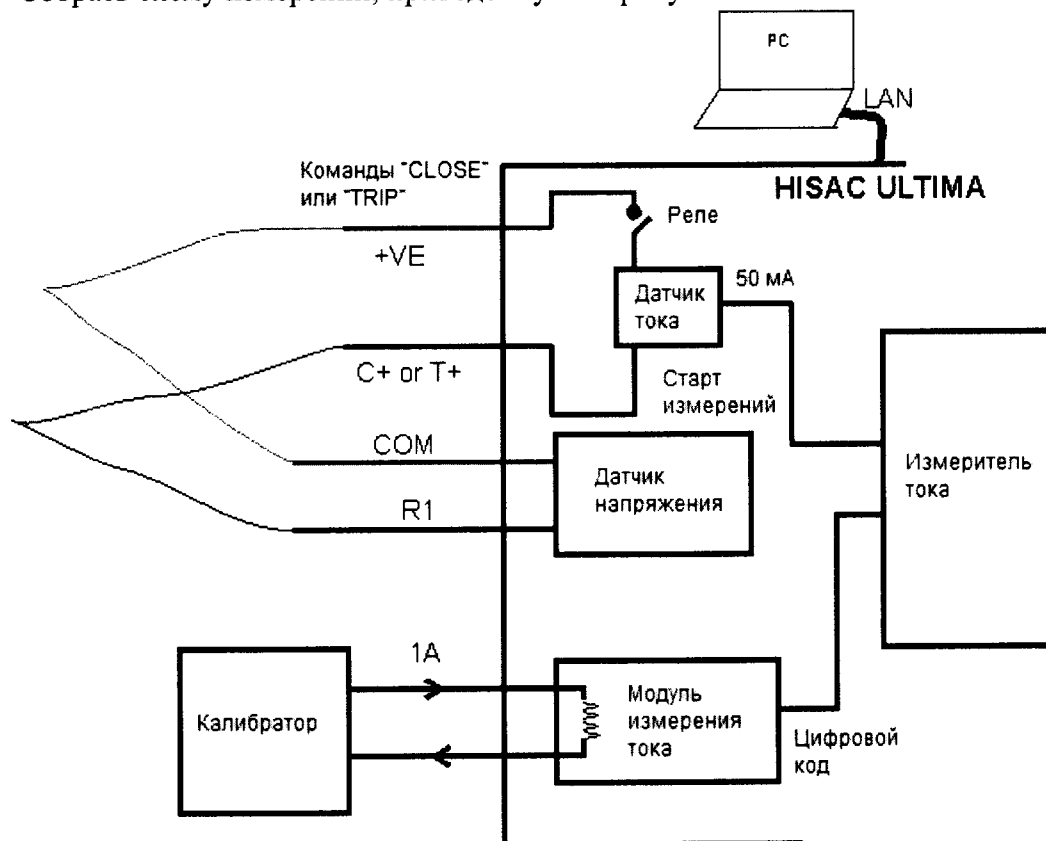 PC
LAN
HISAC ULTIMA
Команды "CLOSE"
или "TRIP"
+VE
Реле
Датчик
тока
50 мА
C+ or T+
Старт
измерений
COM
Датчик
напряжения
R1
Измеритель
тока
1А
Калибратор
Модуль
измерения
тока
Цифровой
код